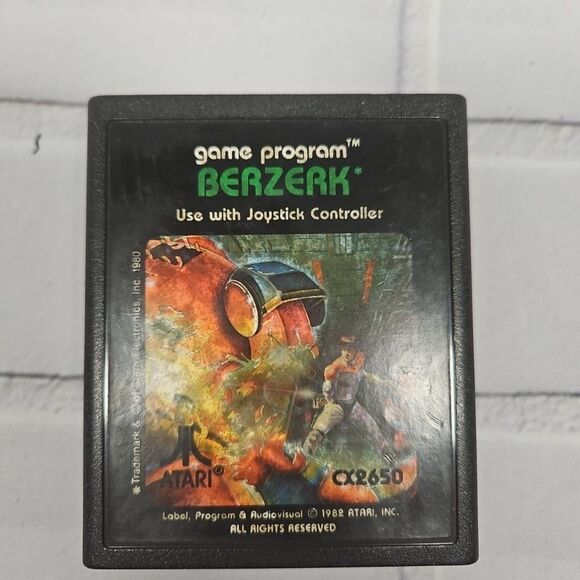 game program™
BERZERK*
Use with Joystick Controller
* Trademark & © of Stern Electronics, Inc. 1980
ATARI®
CX2650
Label, Program & Audiovisual © 1982 ATARI, INC.
ALL RIGHTS RESERVED